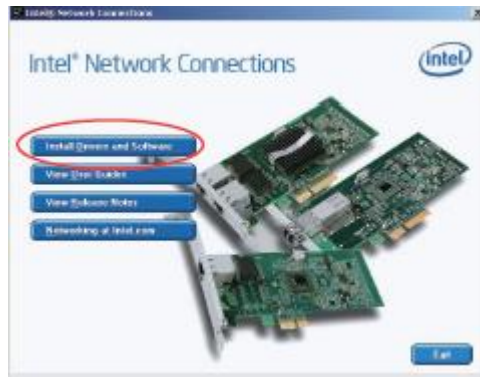 Intel® Network Connections
Intel® Network Connections
intel
Install Drivers and Software
View User Guides
View Release Notes
Networking at Intel.com
Exit